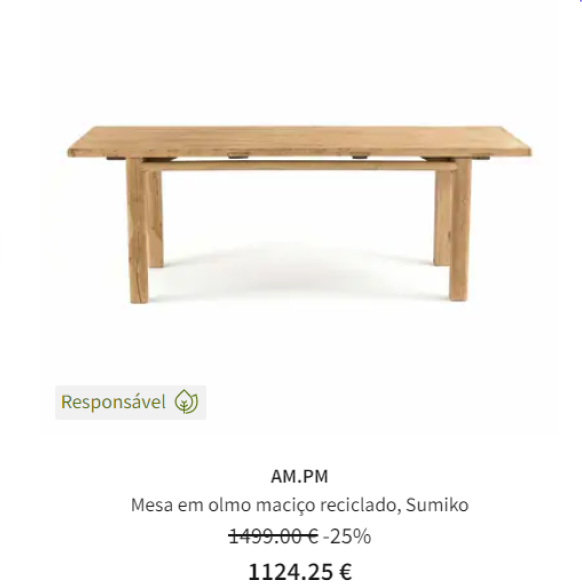 Responsável
AM.PM
Mesa em olmo maciço reciclado, Sumiko
1499.00 € -25%
1124.25 €